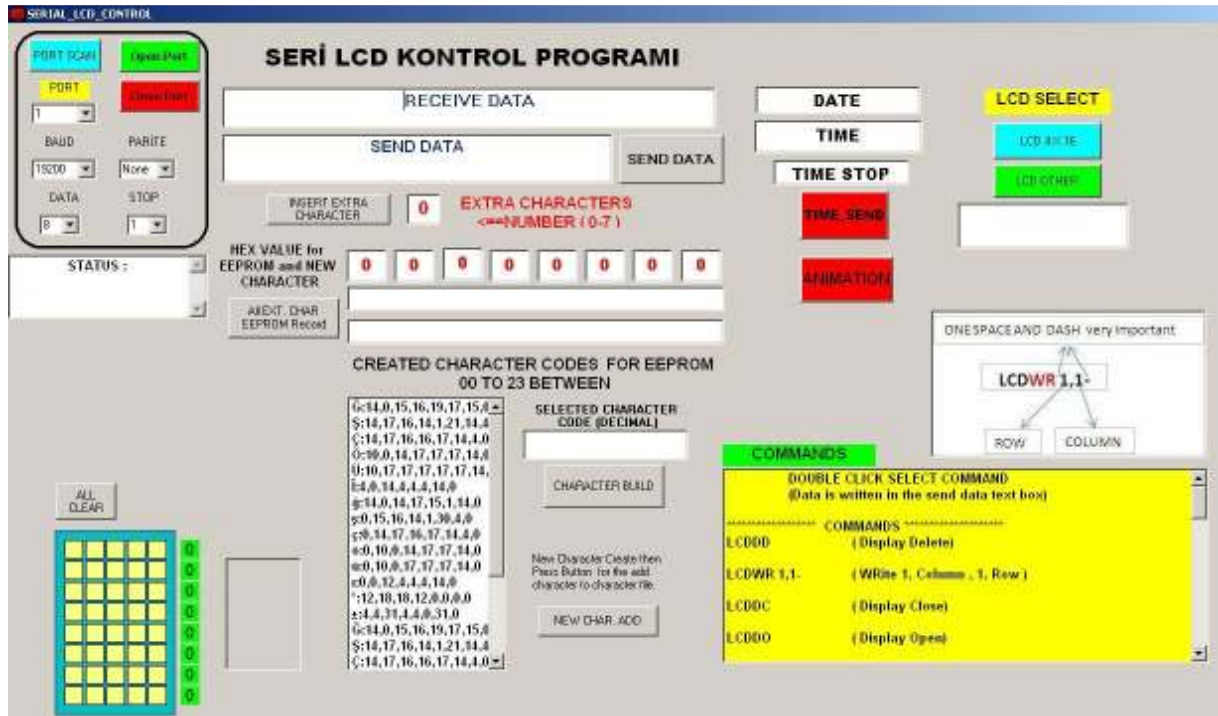 SERIAL_LCD_CONTROL
PORT SCAN
Open Port
PORT
Close Port
1
BAUD
PARİTE
19200
None
DATA
STOP
8
1
STATUS :
SERİ LCD KONTROL PROGRAMI
RECEIVE DATA
SEND DATA
SEND DATA
INSERT EXTRA
CHARACTER
0
EXTRA CHARACTERS
<==NUMBER ( 0-7 )
HEX VALUE for
EEPROM and NEW
CHARACTER
0 0 0 0 0 0 0 0
All EXT. CHAR
EEPROM Record
DATE
TIME
TIME STOP
TIME_SEND
ANIMATION
LCD SELECT
LCD OTHER
ONE SPACE AND DASH very important
LCDWR 1,1-
ROW
COLUMN
CREATED CHARACTER CODES FOR EEPROM
00 TO 23 BETWEEN
Ğ:14,0,15,16,19,17,15,0
Ş:14,17,16,14,1,21,14,4
Ç:14,17,16,16,17,14,4,0
Ö:10,0,14,17,17,17,14,0
Ü:10,17,17,17,17,17,14,
İ:4,0,14,4,4,4,14,0
ğ:14,0,14,17,15,1,14,0
ş:0,15,16,14,1,30,4,0
ç:0,14,17,16,17,14,4,0
ö:0,10,0,14,17,17,14,0
ü:0,10,0,17,17,17,14,0
ı:0,0,12,4,4,4,14,0
°:12,18,18,12,0,0,0,0
±:4,4,31,4,4,0,31,0
Ğ:14,0,15,16,19,17,15,0
Ş:14,17,16,14,1,21,14,4
Ç:14,17,16,16,17,14,4,0
SELECTED CHARACTER
CODE (DECIMAL)
CHARACTER BUILD
New Character Create then
Press Button for the add
character to character file.
NEW CHAR. ADD
ALL
CLEAR
0
0
0
0
0
0
0
0
COMMANDS
DOUBLE CLICK SELECT COMMAND
(Data is written in the send data text box)
COMMANDS
LCDDD ( Display Delete)
LCDWR 1,1- ( WRite 1, Column , 1, Row )
LCDDC ( Display Close)
LCDDO ( Display Open)